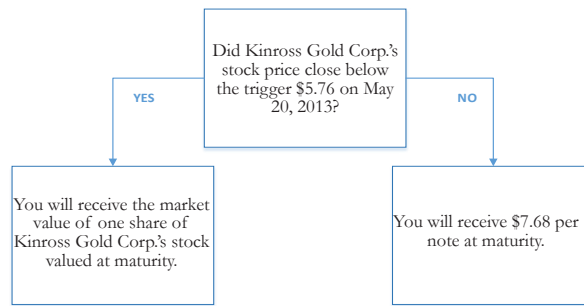 Did Kinross Gold Corp.'s
stock price close below
the trigger $5.76 on May
20, 2013?
YES
NO
You will receive the market
value of one share of
Kinross Gold Corp.'s stock
valued at maturity.
You will receive $7.68 per
note at maturity.